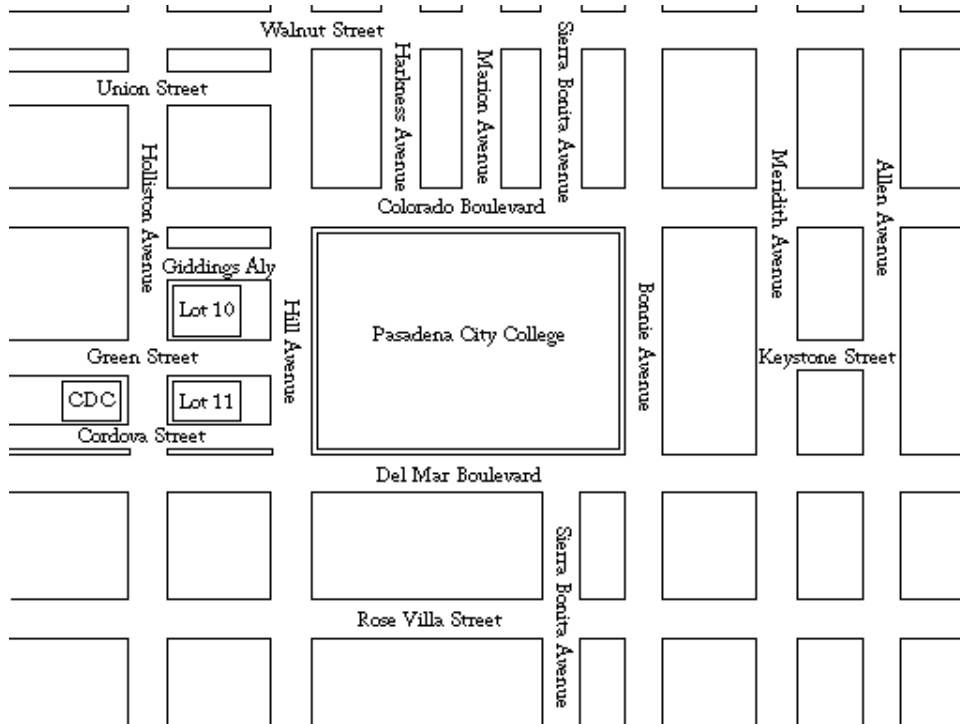 Walnut Street
Harkness Avenue
Marion Avenue
Sierra Bonita Avenue
Union Street
Holliston Avenue
Meridith Avenue
Allen Avenue
Colorado Boulevard
Giddings Aly
Lot 10
Hill Avenue
Pasadena City College
Bonnie Avenue
Green Street
Keystone Street
CDC
Lot 11
Cordova Street
Del Mar Boulevard
Sierra Bonita Avenue
Rose Villa Street